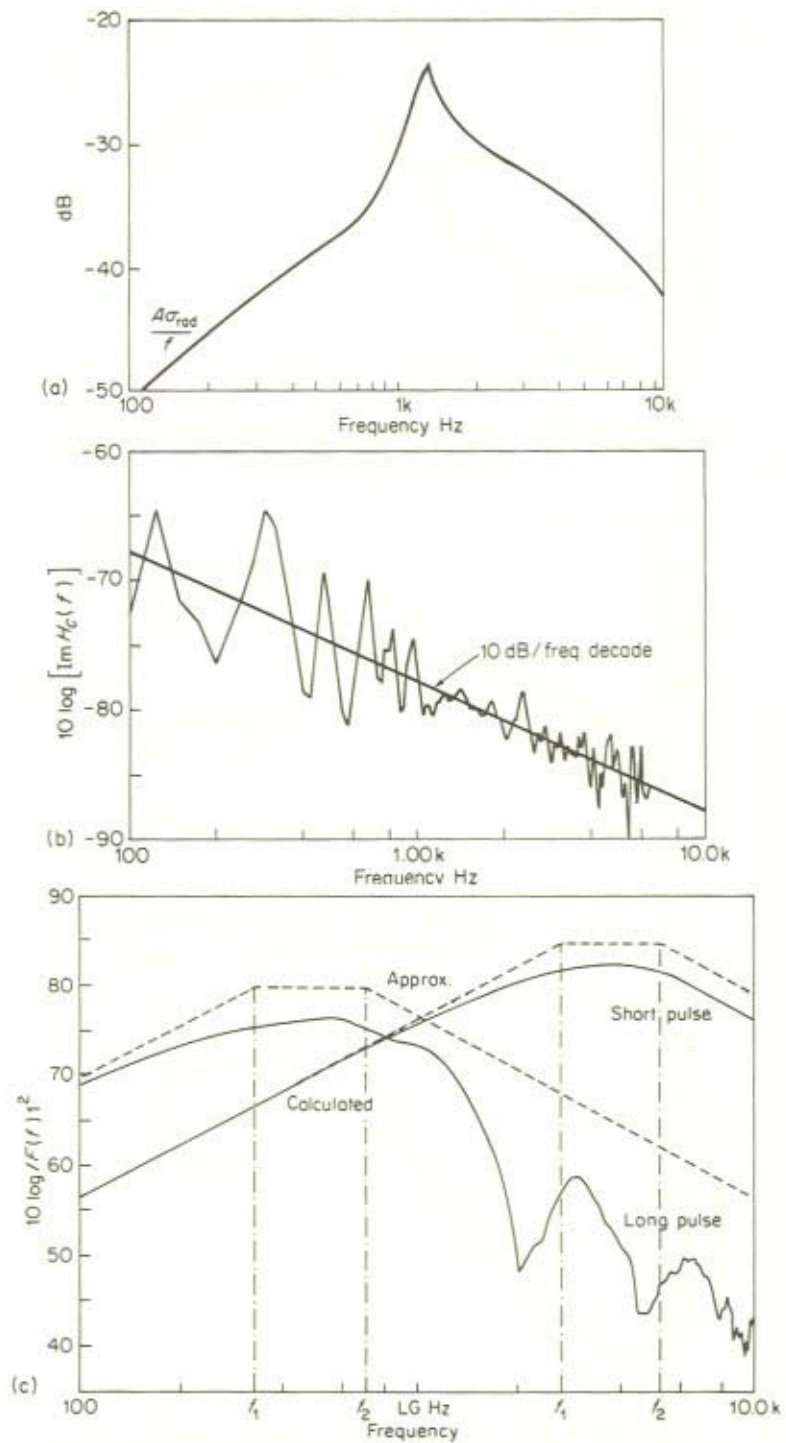 -20
-30
dB
-40
Aσrad
f
-50
(a)
100
1k
10k
Frequency Hz
-60
-70
10 log [Im Hc(f)]
10 dB/freq decade
-80
-90
(b)
100
1.00k
10.0k
Frequency Hz
90
80
Approx.
Short pulse
70
10 log /F(f)1²
Calculated
60
Long pulse
50
40
(c)
100
f1
f2
LG Hz
f1
f2
10.0k
Frequency